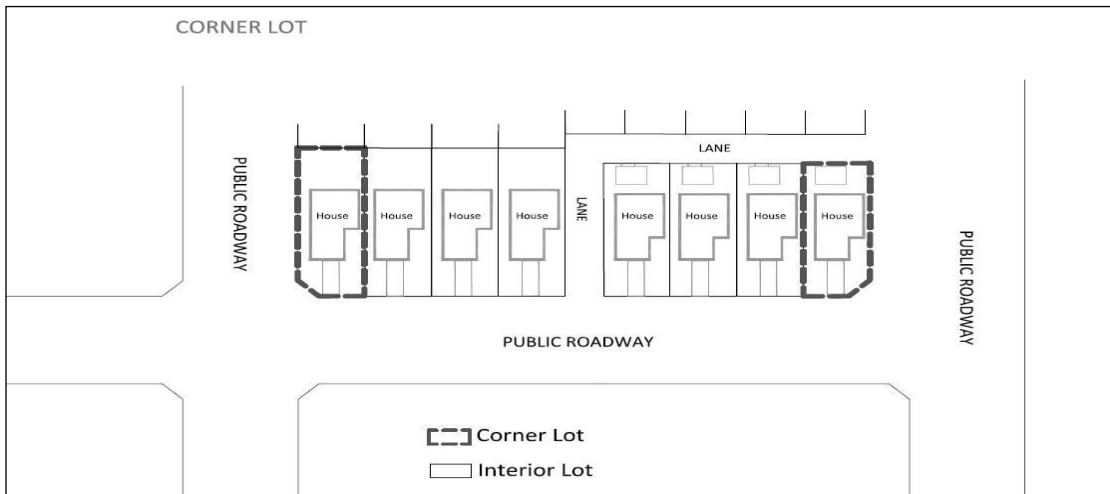 CORNER LOT
LANE
PUBLIC ROADWAY
House
House
House
House
LANE
House
House
House
House
PUBLIC ROADWAY
PUBLIC ROADWAY
Corner Lot
Interior Lot